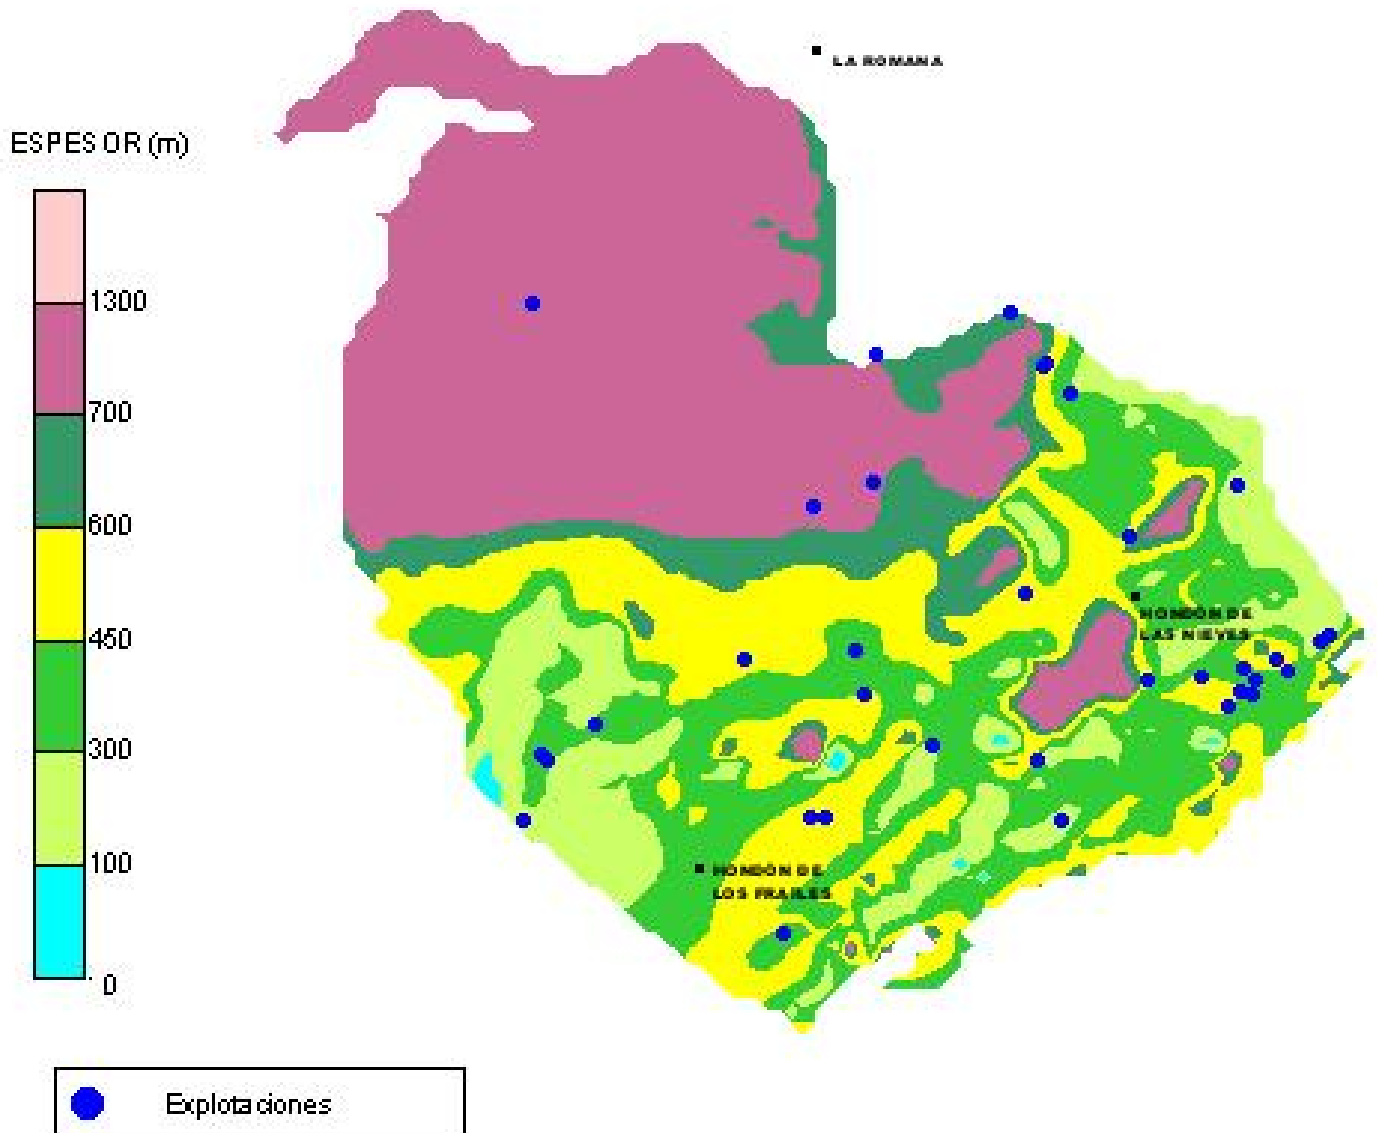 LA ROMANA
ESPESOR (m)
1300
700
600
450
300
100
0
HONDÓN DE
LAS NIEVES
HONDÓN DE
LOS FRAILES
Explotaciones